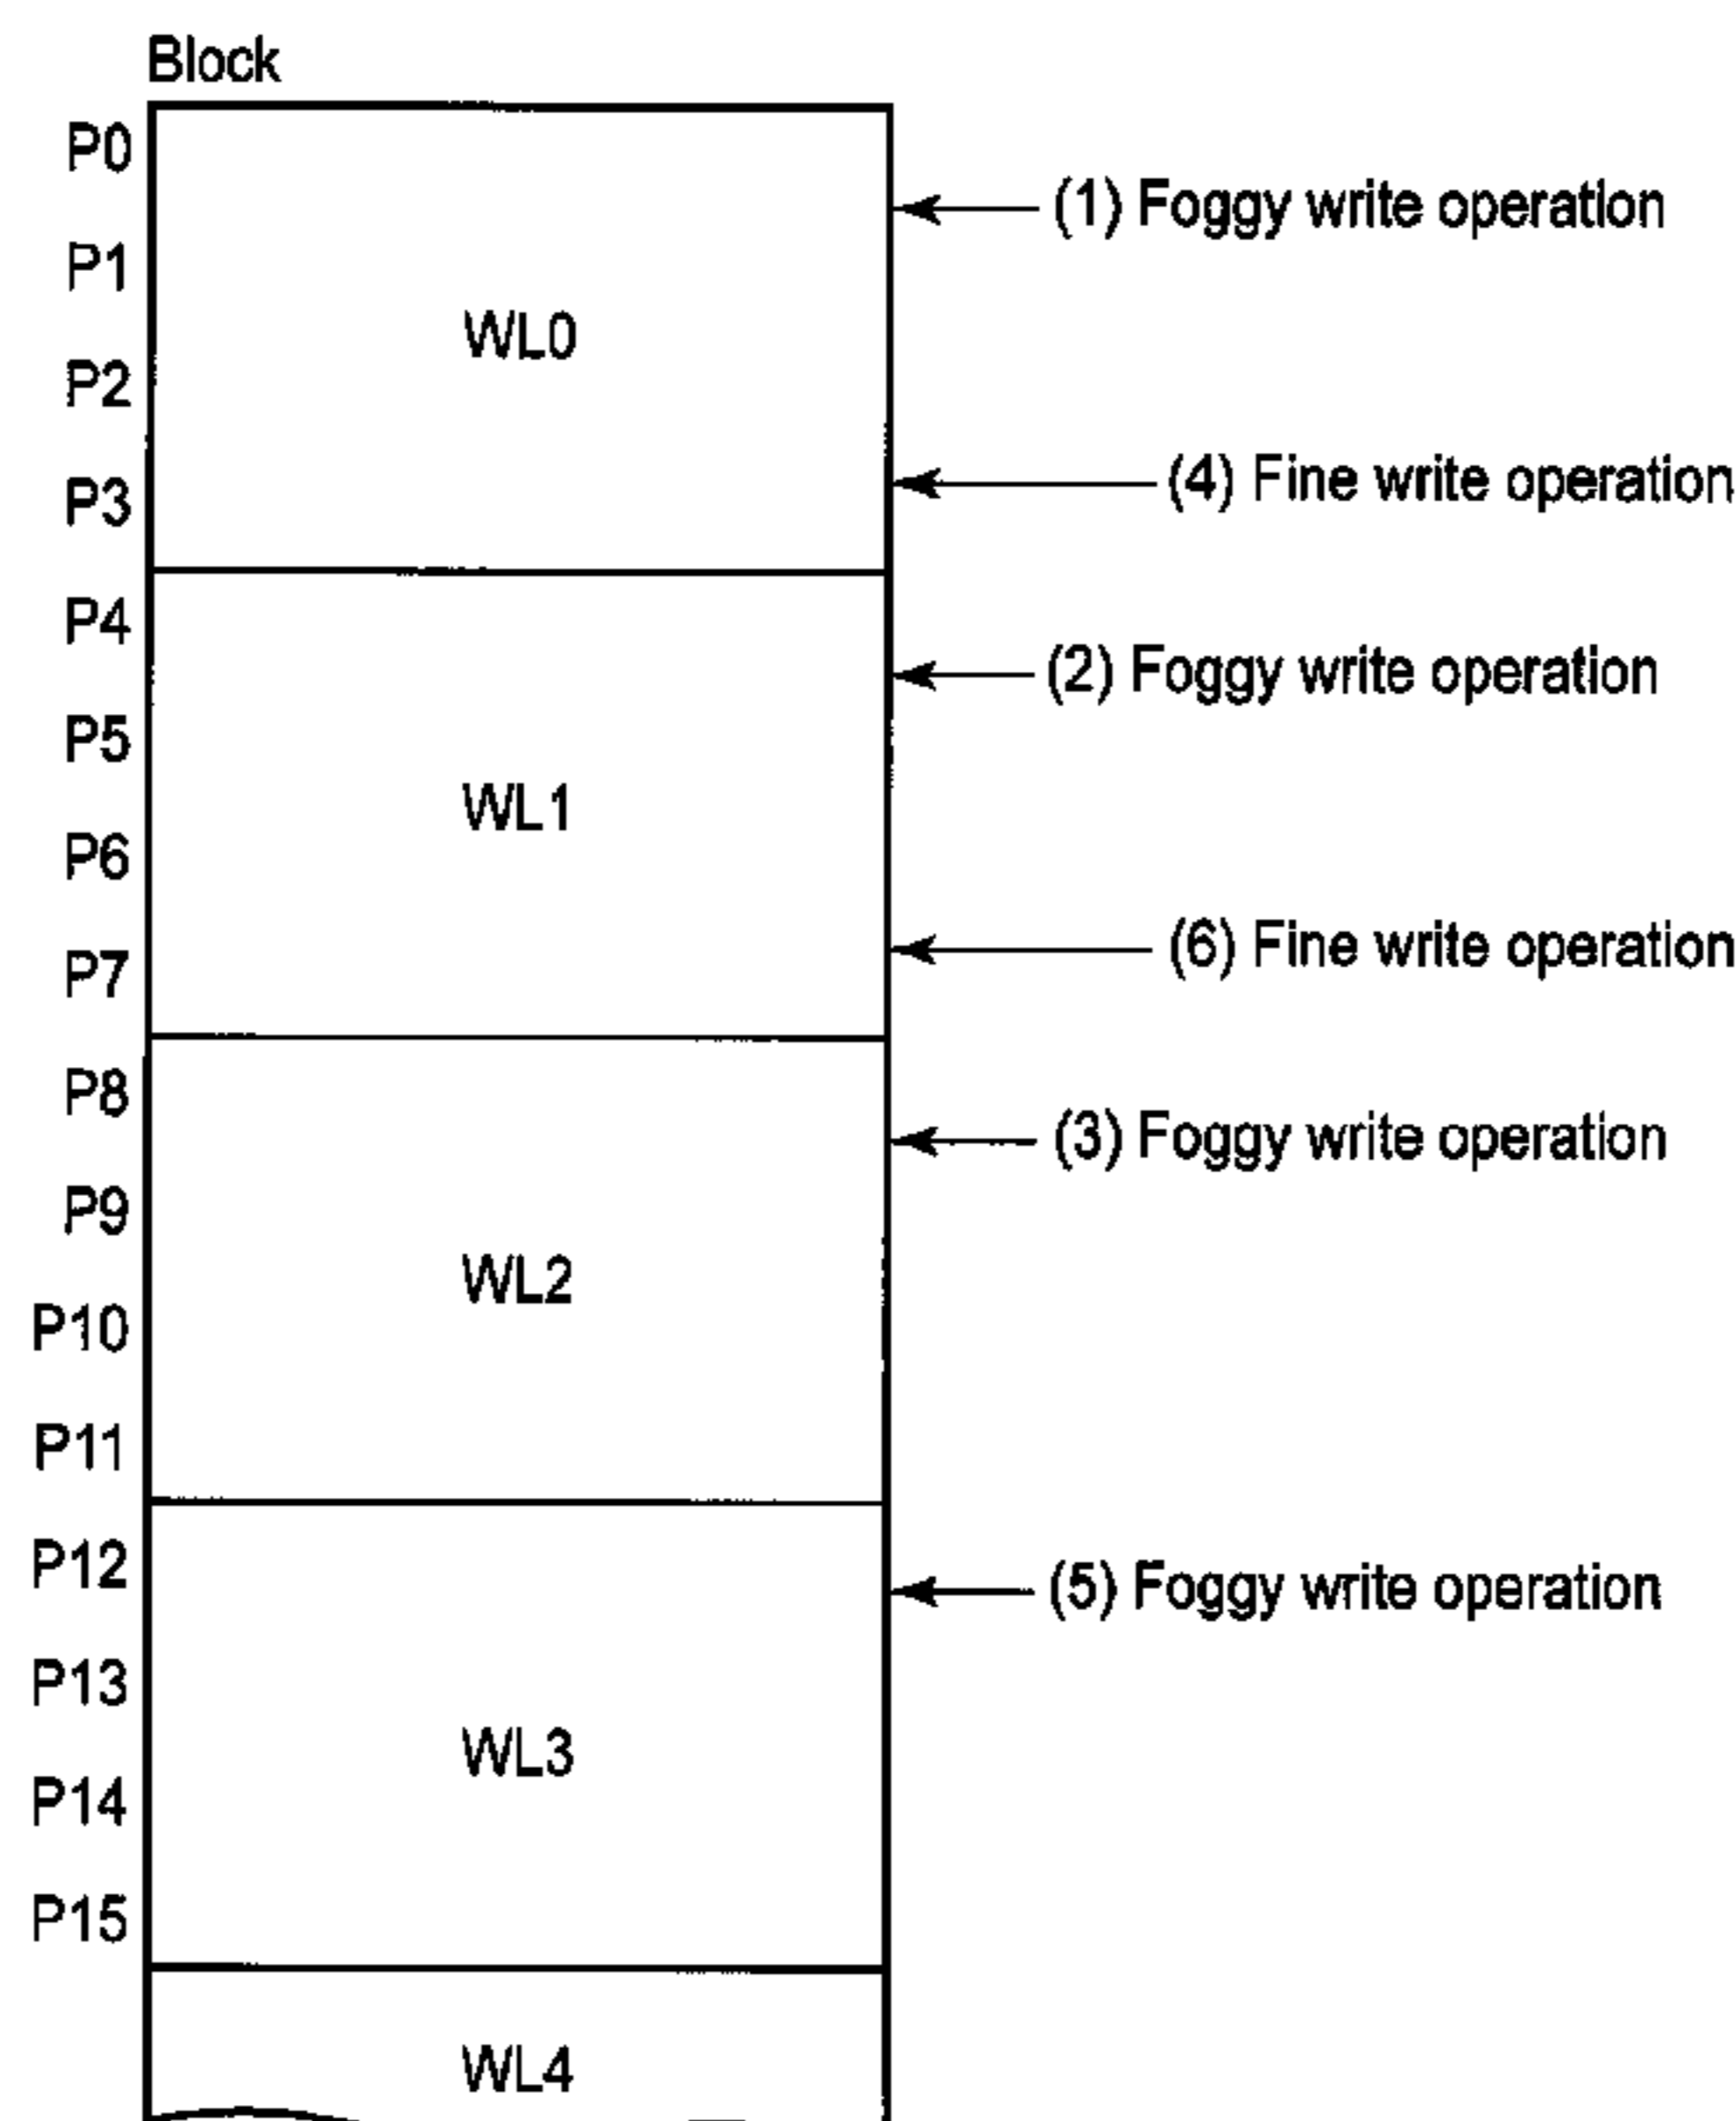 Block
P0
(1) Foggy write operation
P1
WL0
P2
(4) Fine write operation
P3
P4
(2) Foggy write operation
P5
WL1
P6
(6) Fine write operation
P7
P8
(3) Foggy write operation
P9
WL2
P10
P11
P12
(5) Foggy write operation
P13
WL3
P14
P15
WL4